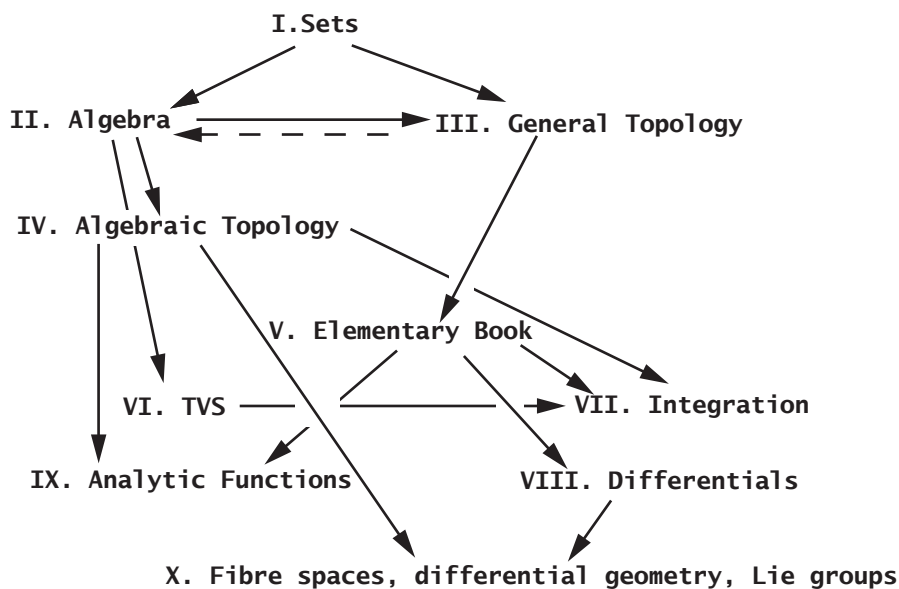 I.Sets
II. Algebra
III. General Topology
IV. Algebraic Topology
V. Elementary Book
VI. TVS
VII. Integration
IX. Analytic Functions
VIII. Differentials
X. Fibre spaces, differential geometry, Lie groups